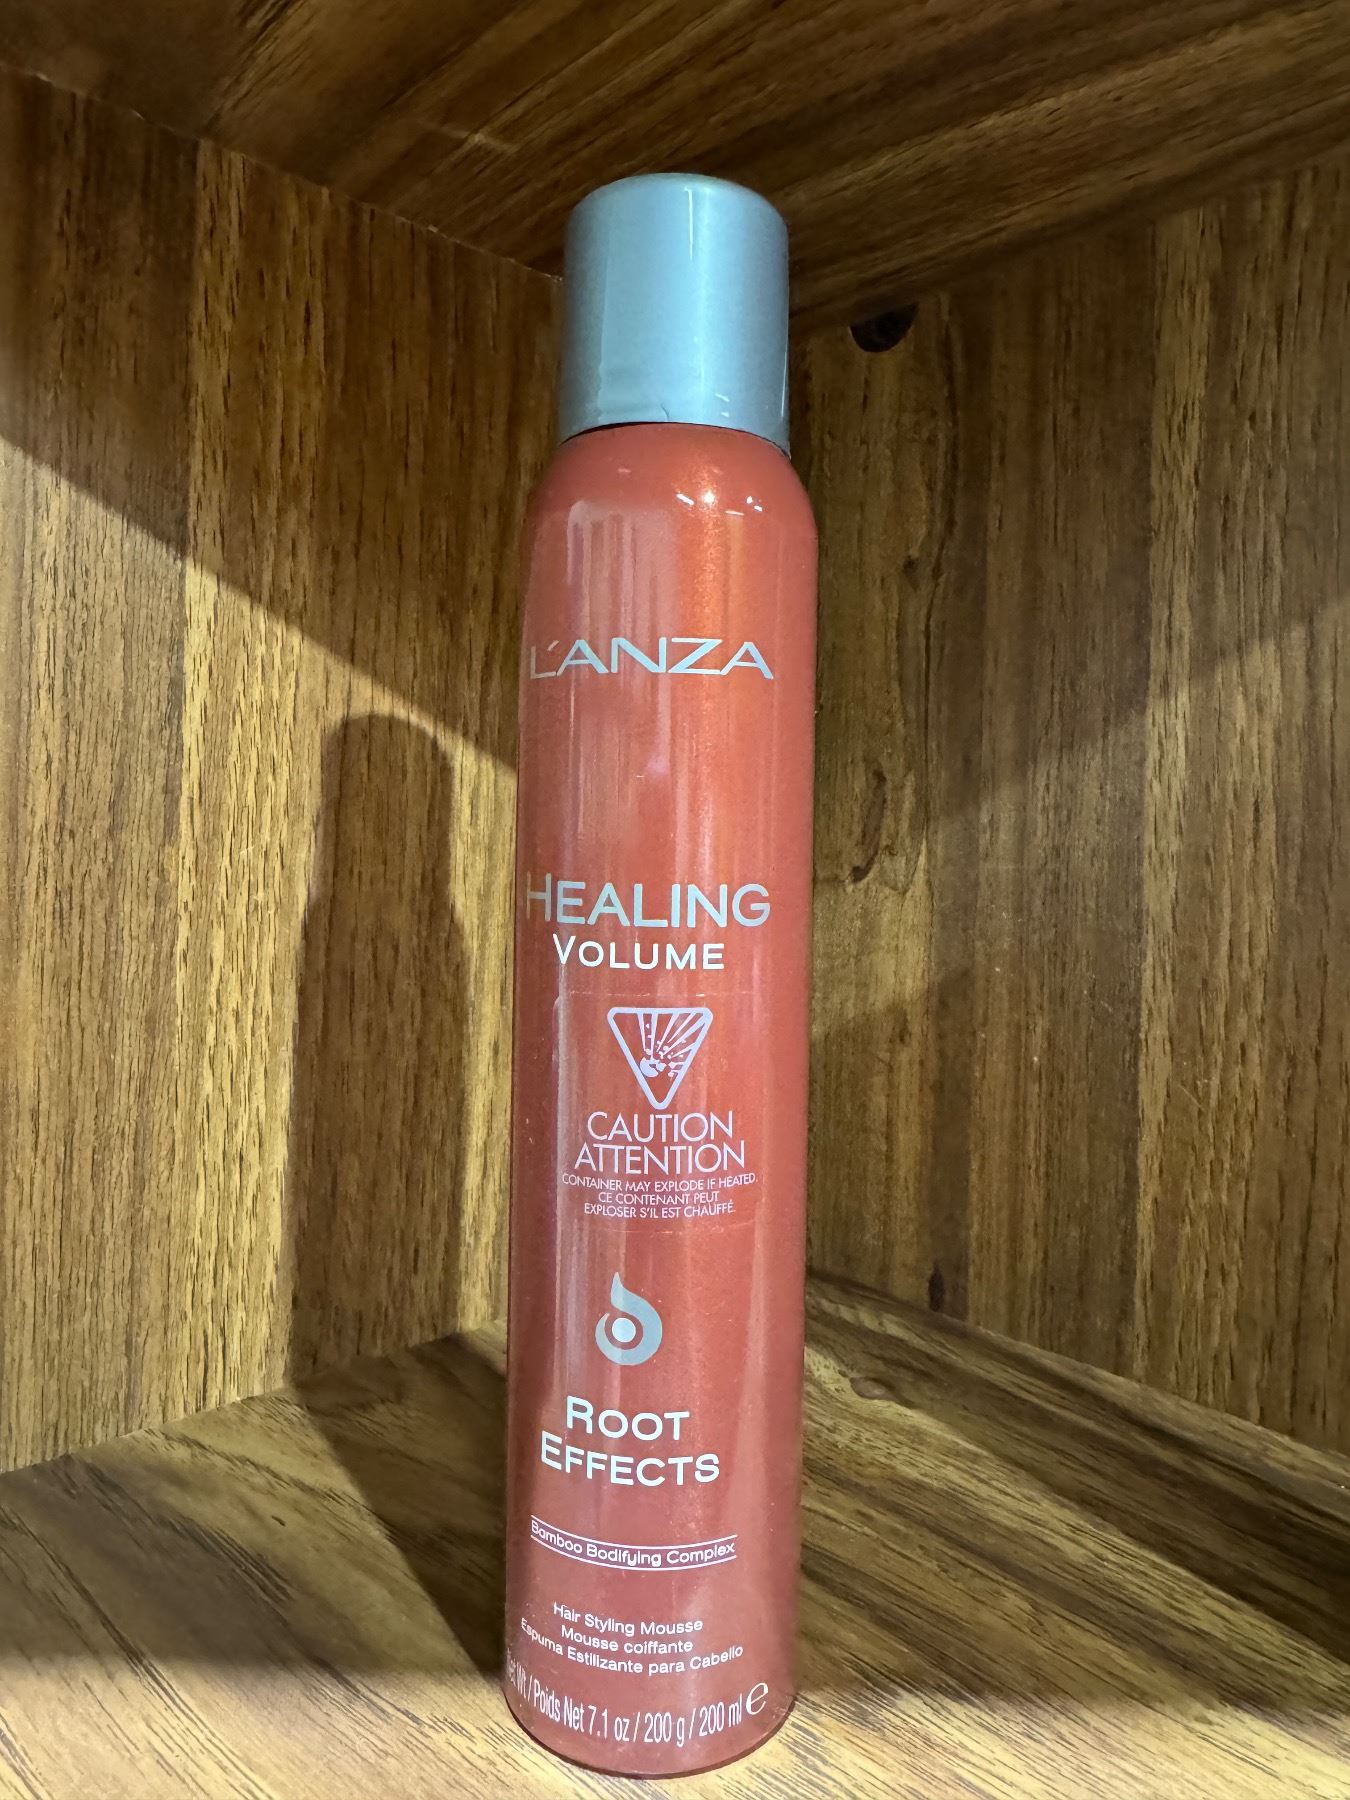 L'ANZA
HEALING
VOLUME
CAUTION
ATTENTION
CONTAINER MAY EXPLODE IF HEATED.
CE CONTENANT PEUT
EXPLOSER S'IL EST CHAUFFÉ.
ROOT
EFFECTS
Bamboo Bodifying Complex
Hair Styling Mousse
Mousse coiffante
Espuma Estilizante para Cabello
Net Wt / Poids Net 7.1 oz / 200 g / 200 ml ℮